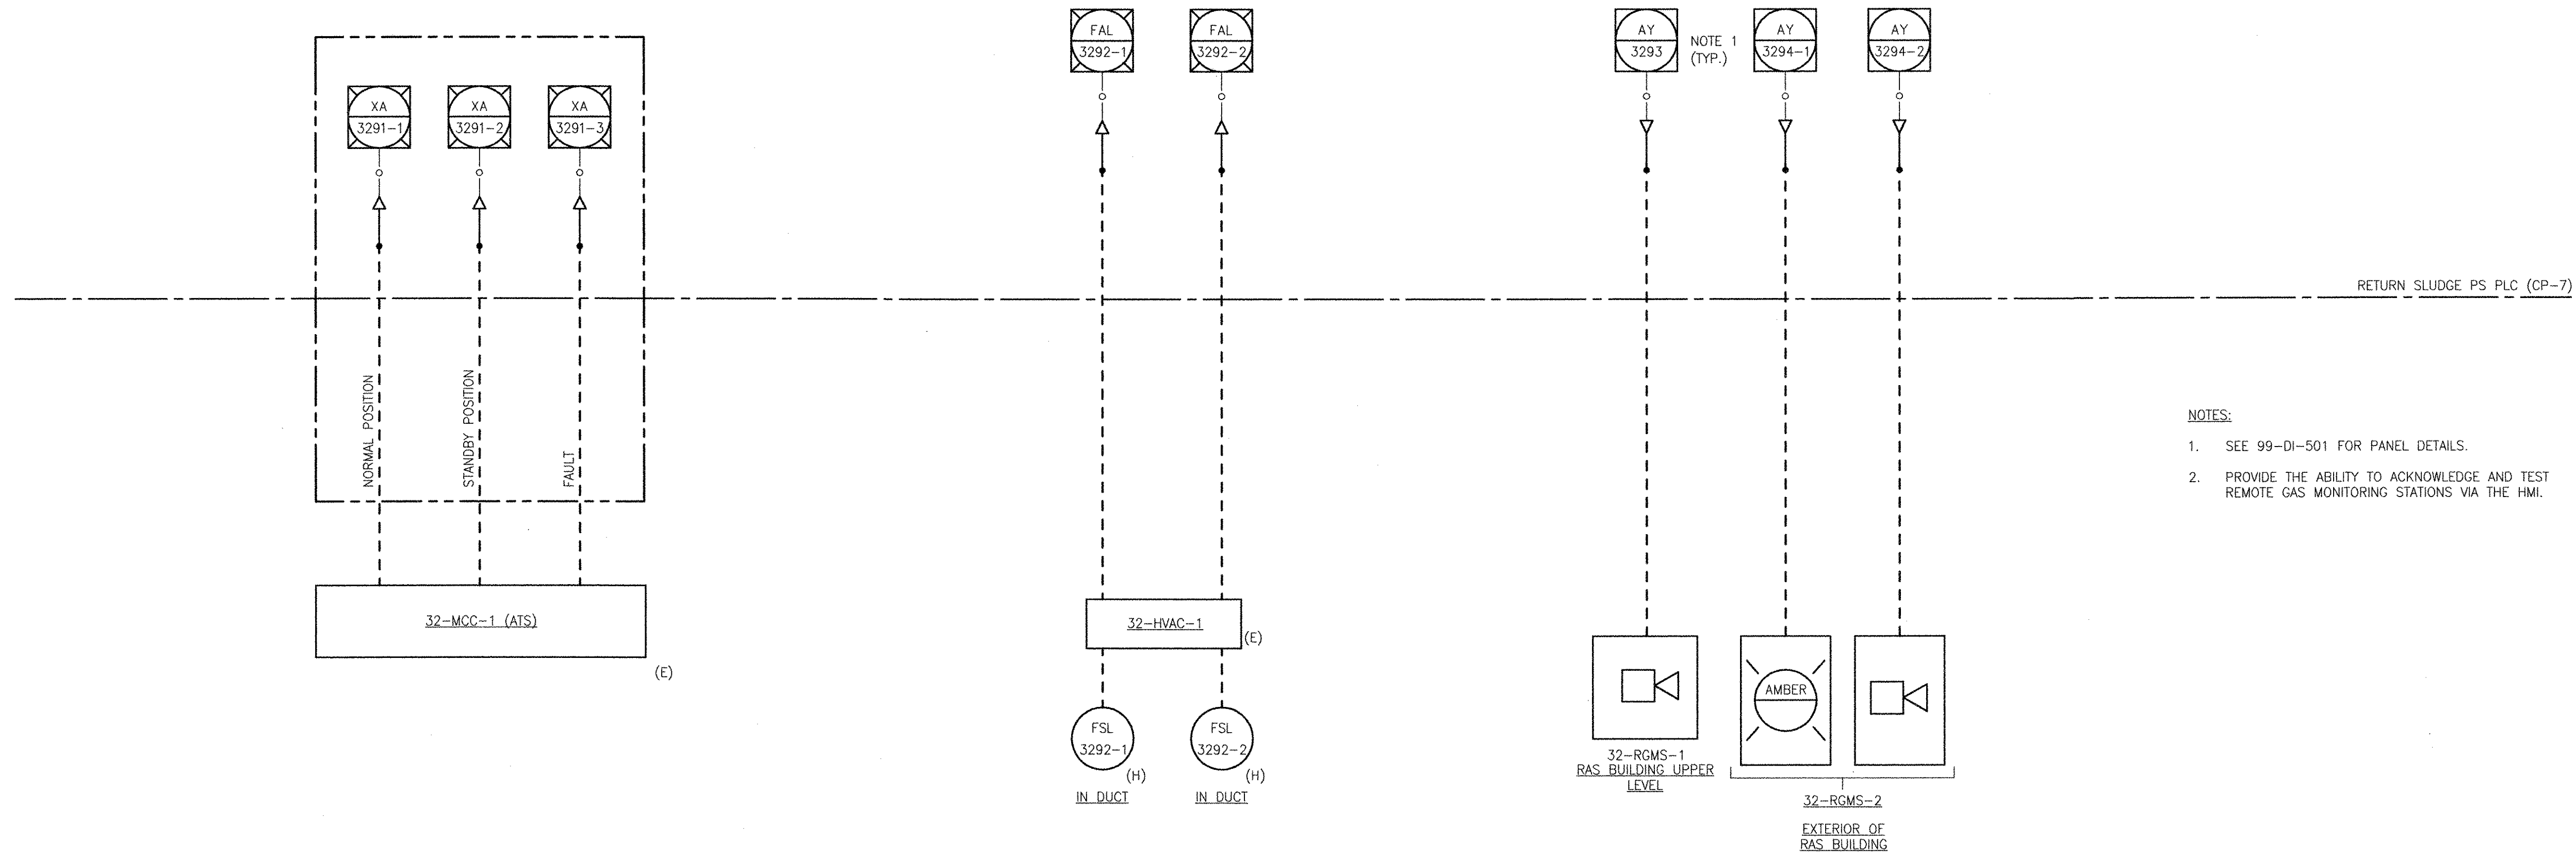 FAL
3292-1
FAL
3292-2
AY
3293
NOTE 1
(TYP.)
AY
3294-1
AY
3294-2
XA
3291-1
XA
3291-2
XA
3291-3
RETURN SLUDGE PS PLC (CP-7)
NORMAL POSITION
STANDBY POSITION
FAULT
NOTES:
1. SEE 99-DI-501 FOR PANEL DETAILS.
2. PROVIDE THE ABILITY TO ACKNOWLEDGE AND TEST
REMOTE GAS MONITORING STATIONS VIA THE HMI.
32-MCC-1 (ATS)
(E)
32-HVAC-1
(E)
FSL
3292-1
(H)
IN DUCT
FSL
3292-2
(H)
IN DUCT
AMBER
32-RGMS-1
RAS BUILDING UPPER
LEVEL
32-RGMS-2
EXTERIOR OF
RAS BUILDING